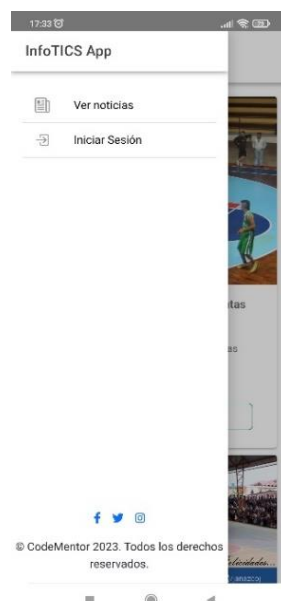 17:33
InfoTICS App
Ver noticias
Iniciar Sesión
tas
as
© CodeMentor 2023. Todos los derechos
reservados.